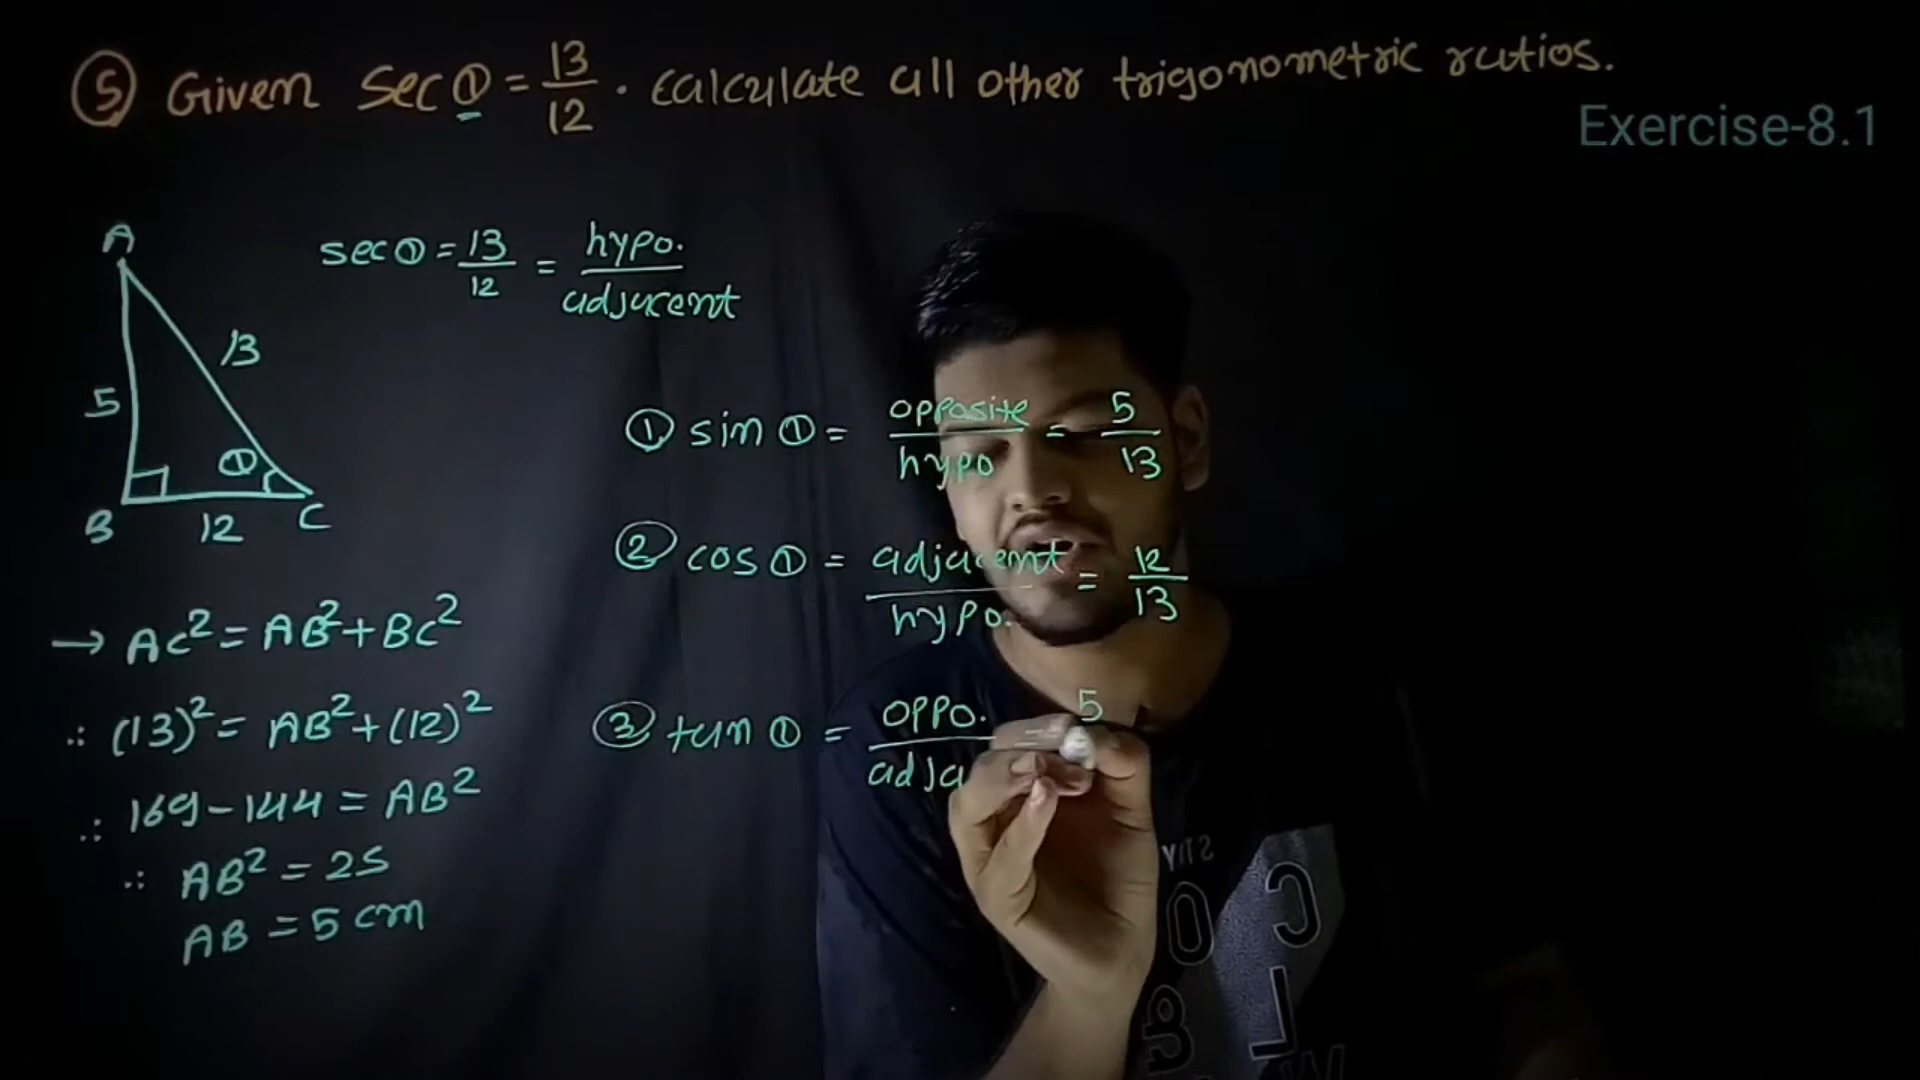 ⑤ Given secθ = 13/12 . calculate all other trigonometric ratios.
Exercise-8.1
A
13
5
θ
B 12 C
secθ = 13/12 = hypo./adjacent
① sin θ = opposite/hypo = 5/13
② cos θ = adjacent/hypo. = 12/13
③ tan θ = oppo./adja = 5
→ AC² = AB² + BC²
∴ (13)² = AB² + (12)²
∴ 169 - 144 = AB²
∴ AB² = 25
AB = 5 cm